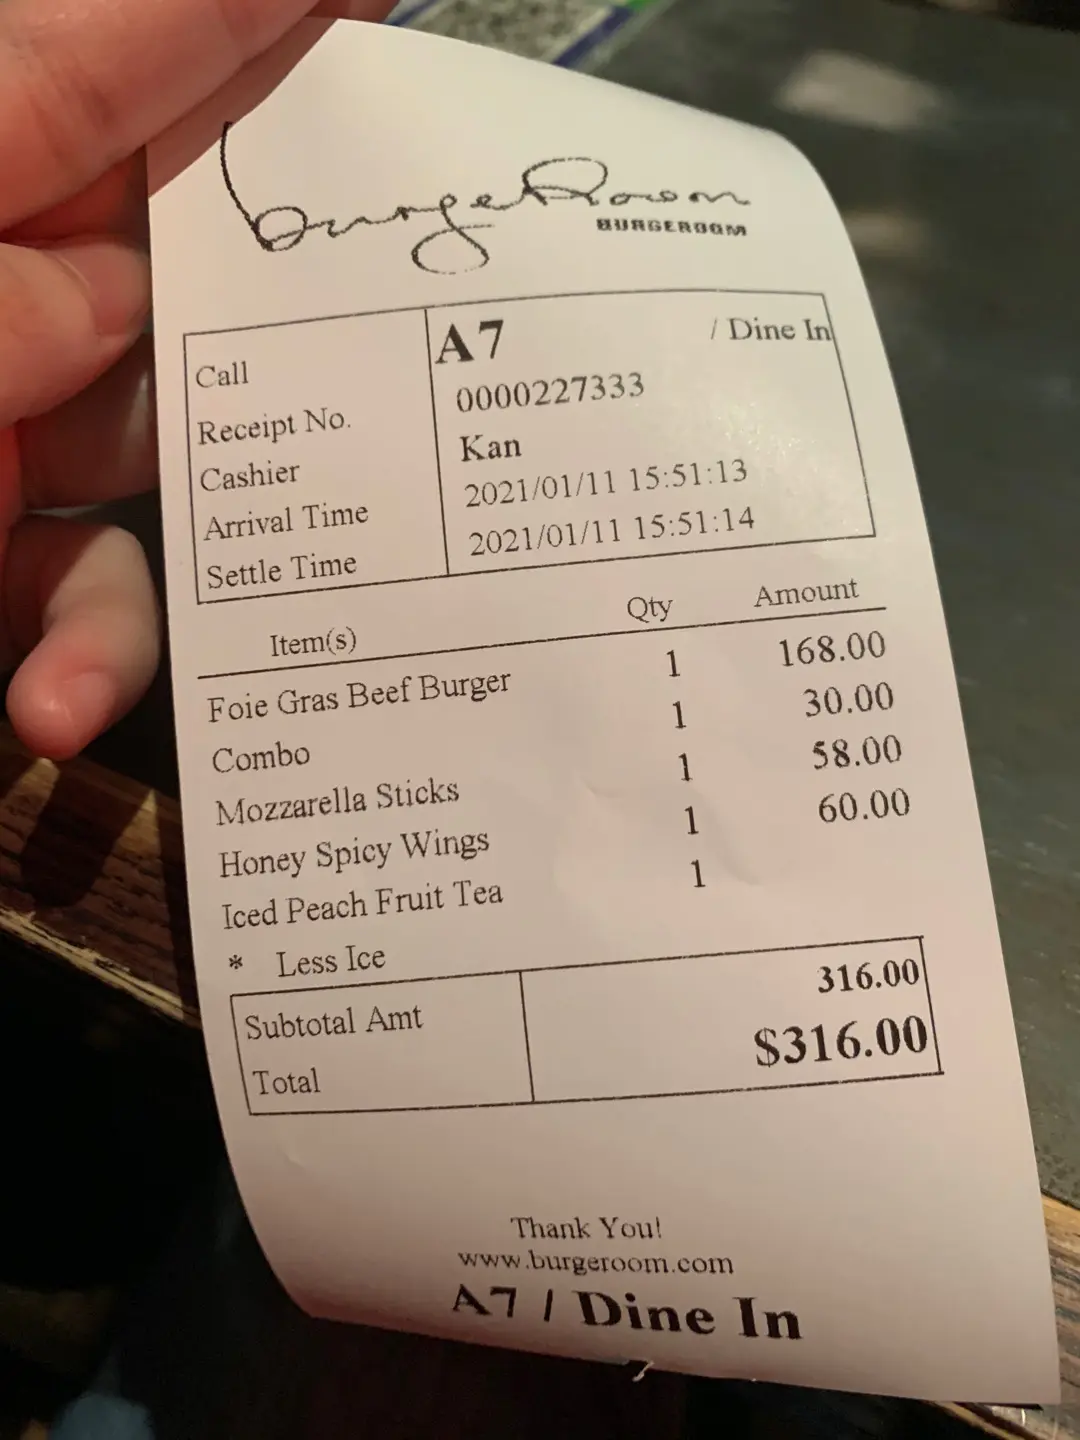 burgeRoom
BURGEROOM
Call A7 / Dine In
Receipt No. 0000227333
Cashier Kan
Arrival Time 2021/01/11 15:51:13
Settle Time 2021/01/11 15:51:14
Item(s) Qty Amount
Foie Gras Beef Burger 1 168.00
Combo 1 30.00
Mozzarella Sticks 1 58.00
Honey Spicy Wings 1 60.00
Iced Peach Fruit Tea 1
* Less Ice
Subtotal Amt 316.00
Total $316.00
Thank You!
www.burgeroom.com
A7 / Dine In